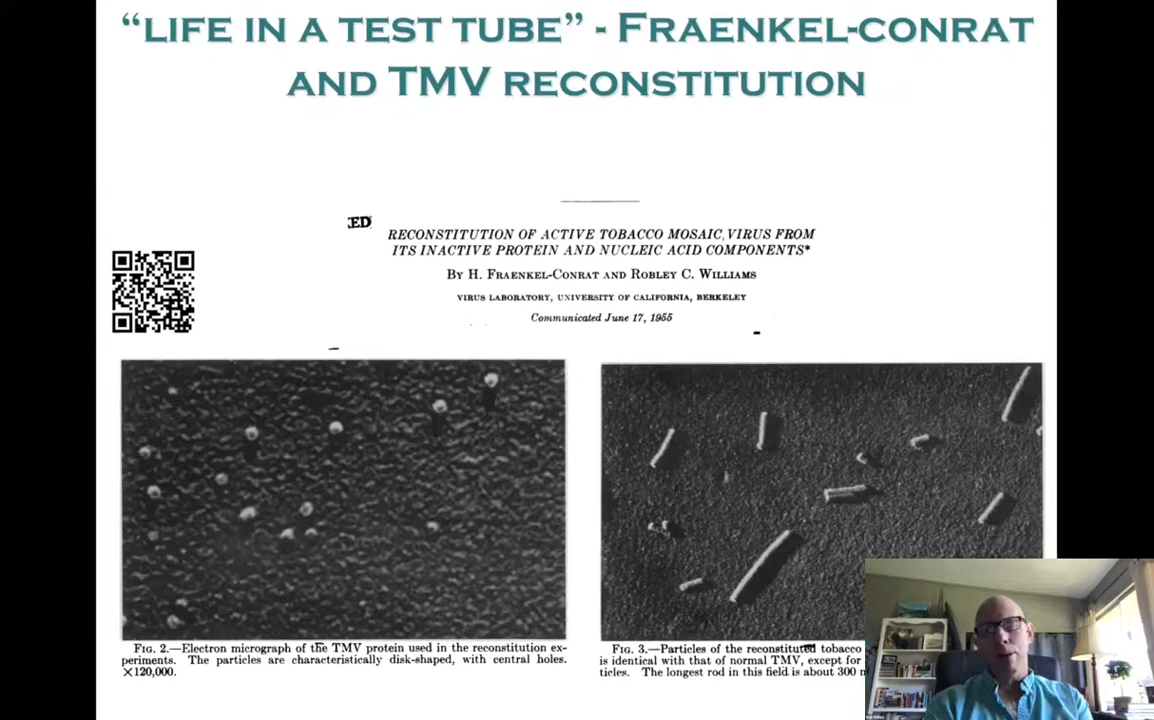 “LIFE IN A TEST TUBE” - FRAENKEL-CONRAT
AND TMV RECONSTITUTION
ED
RECONSTITUTION OF ACTIVE TOBACCO MOSAIC VIRUS FROM
ITS INACTIVE PROTEIN AND NUCLEIC ACID COMPONENTS*
BY H. FRAENKEL-CONRAT AND ROBLEY C. WILLIAMS
VIRUS LABORATORY, UNIVERSITY OF CALIFORNIA, BERKELEY
Communicated June 17, 1955
FIG. 2.—Electron micrograph of the TMV protein used in the reconstitution ex-
periments. The particles are characteristically disk-shaped, with central holes.
×120,000.
FIG. 3.—Particles of the reconstituted tobacco
is identical with that of normal TMV, except for
ticles. The longest rod in this field is about 300